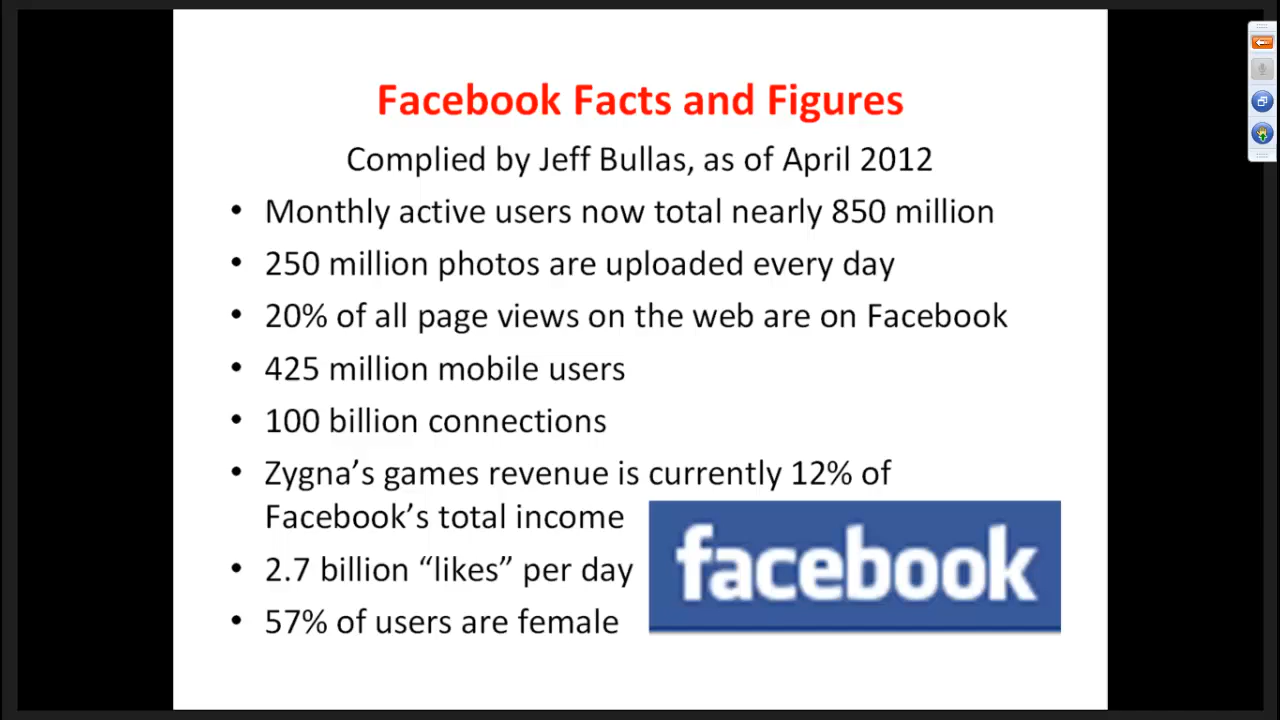 Facebook Facts and Figures
Complied by Jeff Bullas, as of April 2012
• Monthly active users now total nearly 850 million
• 250 million photos are uploaded every day
• 20% of all page views on the web are on Facebook
• 425 million mobile users
• 100 billion connections
• Zygna’s games revenue is currently 12% of
Facebook’s total income
• 2.7 billion “likes” per day
• 57% of users are female
facebook